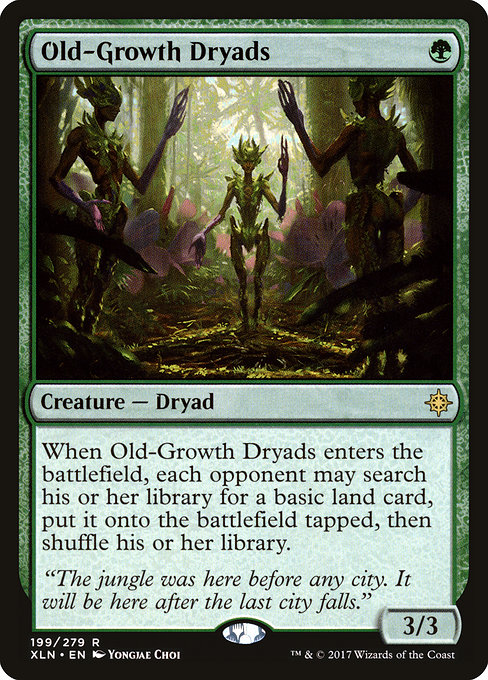 Old-Growth Dryads
Creature — Dryad
When Old-Growth Dryads enters the
battlefield, each opponent may search
his or her library for a basic land card,
put it onto the battlefield tapped, then
shuffle his or her library.
“The jungle was here before any city. It
will be here after the last city falls.”
3/3
199/279 R
XLN • EN Yongjae Choi
™ & © 2017 Wizards of the Coast